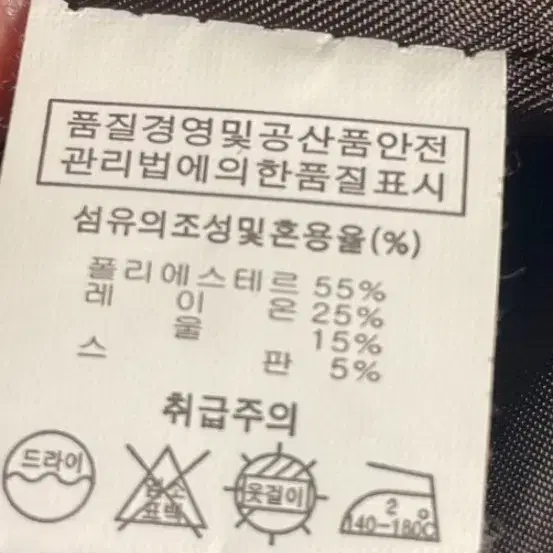 품질경영및공산품안전
관리법에의한품질표시
섬유의조성및혼용율(%)
폴리에스테르 55%
레이온 25%
울 15%
스판 5%
취급주의
드라이
염소
표백
옷걸이
2
140-180C